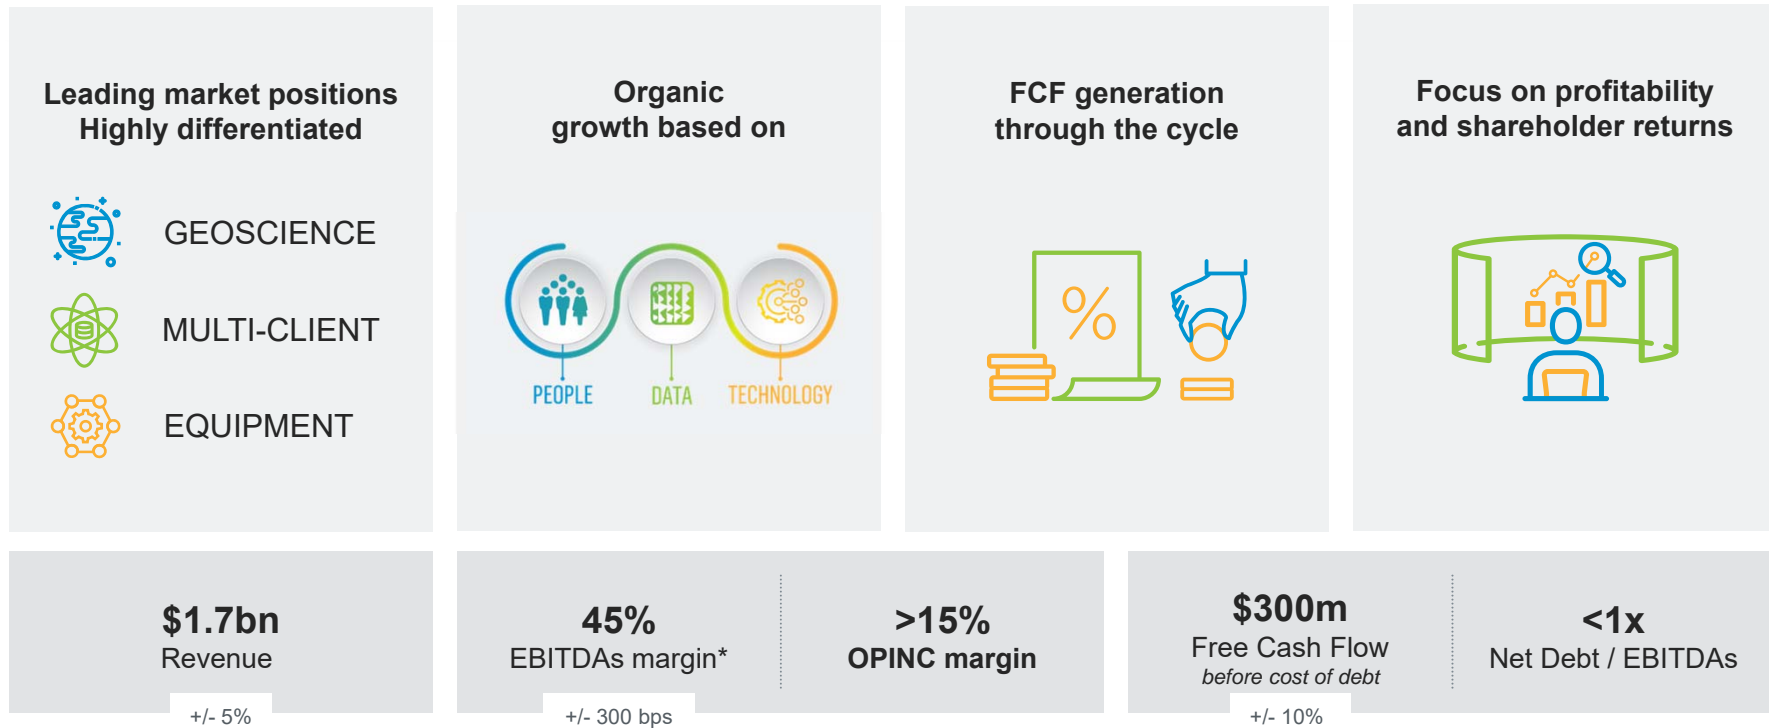 Leading market positions
Highly differentiated
GEOSCIENCE
MULTI-CLIENT
EQUIPMENT
Organic
growth based on
PEOPLE
DATA
TECHNOLOGY
FCF generation
through the cycle
%
Focus on profitability
and shareholder returns
$1.7bn
Revenue
+/- 5%
45%
EBITDAs margin*
+/- 300 bps
>15%
OPINC margin
$300m
Free Cash Flow
before cost of debt
+/- 10%
<1x
Net Debt / EBITDAs